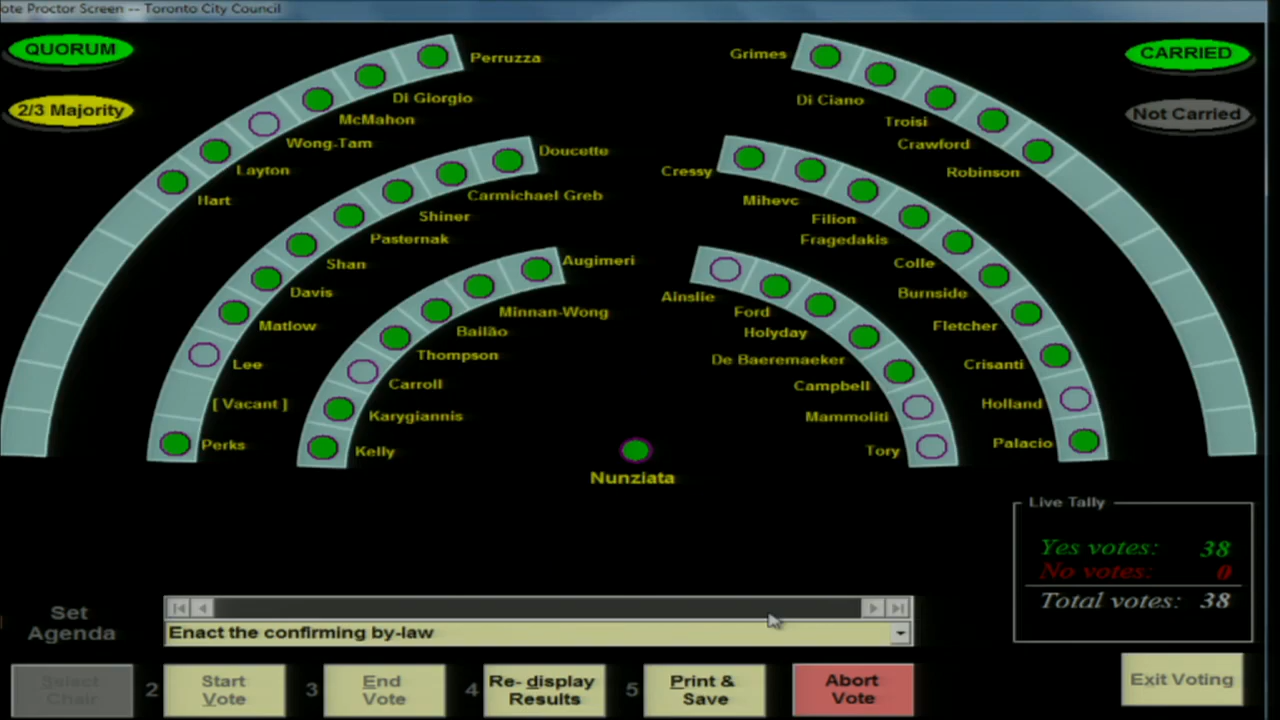 ote Proctor Screen -- Toronto City Council
QUORUM
CARRIED
2/3 Majority
Not Carried
Perruzza
Di Giorgio
McMahon
Wong-Tam
Layton
Hart
Doucette
Carmichael Greb
Shiner
Pasternak
Shan
Davis
Matlow
Lee
[ Vacant ]
Perks
Augimeri
Minnan-Wong
Bailão
Thompson
Carroll
Karygiannis
Kelly
Grimes
Di Ciano
Troisi
Crawford
Robinson
Cressy
Mihevc
Filion
Fragedakis
Colle
Burnside
Fletcher
Crisanti
Holland
Palacio
Ainslie
Ford
Holyday
De Baeremaeker
Campbell
Mammoliti
Tory
Nunziata
Live Tally
Yes votes: 38
No votes: 0
Total votes: 38
Set
Agenda
Enact the confirming by-law
Select
Chair
2
Start
Vote
3
End
Vote
4
Re-display
Results
5
Print &
Save
Abort
Vote
Exit Voting